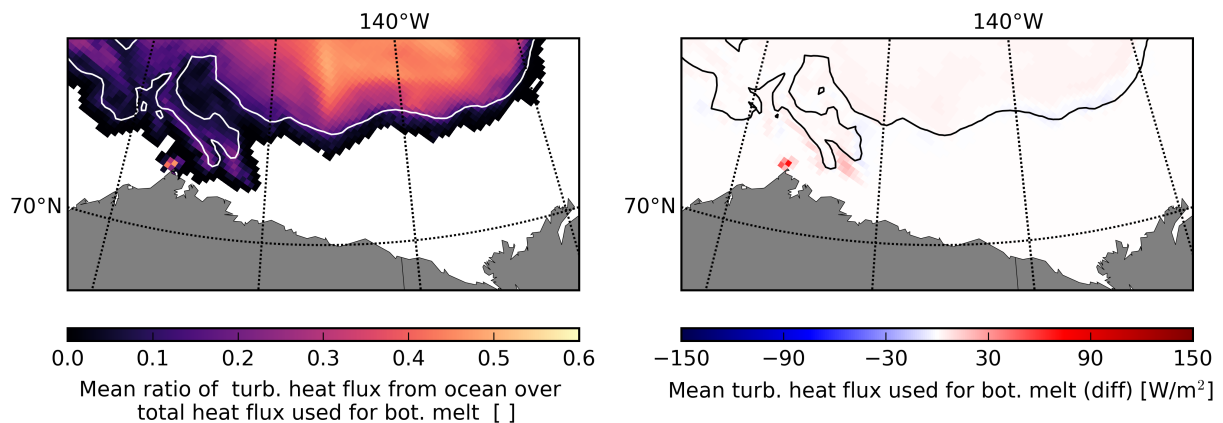 140°W
140°W
70°N
70°N
0.0 0.1 0.2 0.3 0.4 0.5 0.6
−150 −90 −30 30 90 150
Mean ratio of turb. heat flux from ocean over
total heat flux used for bot. melt [ ]
Mean turb. heat flux used for bot. melt (diff) [W/m²]